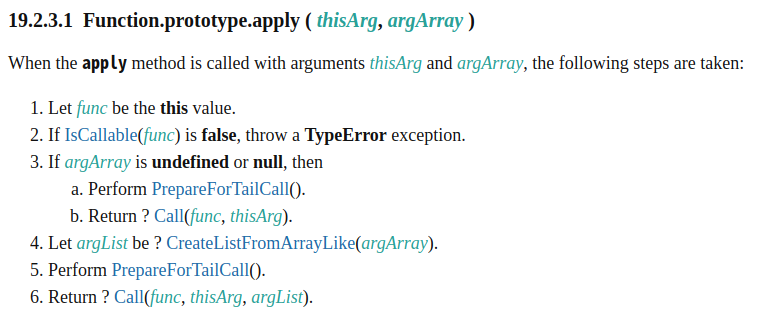 19.2.3.1 Function.prototype.apply ( thisArg, argArray )
When the apply method is called with arguments thisArg and argArray, the following steps are taken:
1. Let func be the this value.
2. If IsCallable(func) is false, throw a TypeError exception.
3. If argArray is undefined or null, then
a. Perform PrepareForTailCall().
b. Return ? Call(func, thisArg).
4. Let argList be ? CreateListFromArrayLike(argArray).
5. Perform PrepareForTailCall().
6. Return ? Call(func, thisArg, argList).